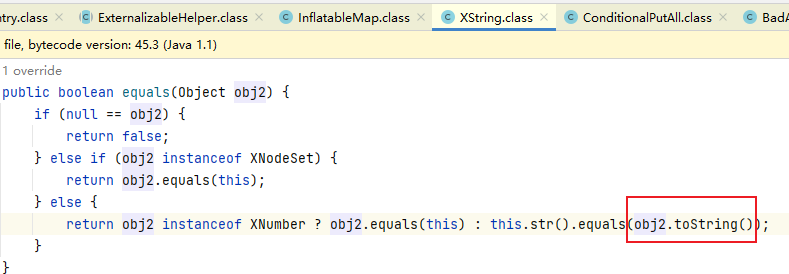 ntry.class ExternalizableHelper.class InflatableMap.class XString.class ConditionalPutAll.class BadA
file, bytecode version: 45.3 (Java 1.1)
1 override
public boolean equals(Object obj2) {
if (null == obj2) {
return false;
} else if (obj2 instanceof XNodeSet) {
return obj2.equals(this);
} else {
return obj2 instanceof XNumber ? obj2.equals(this) : this.str().equals(obj2.toString());
}
}